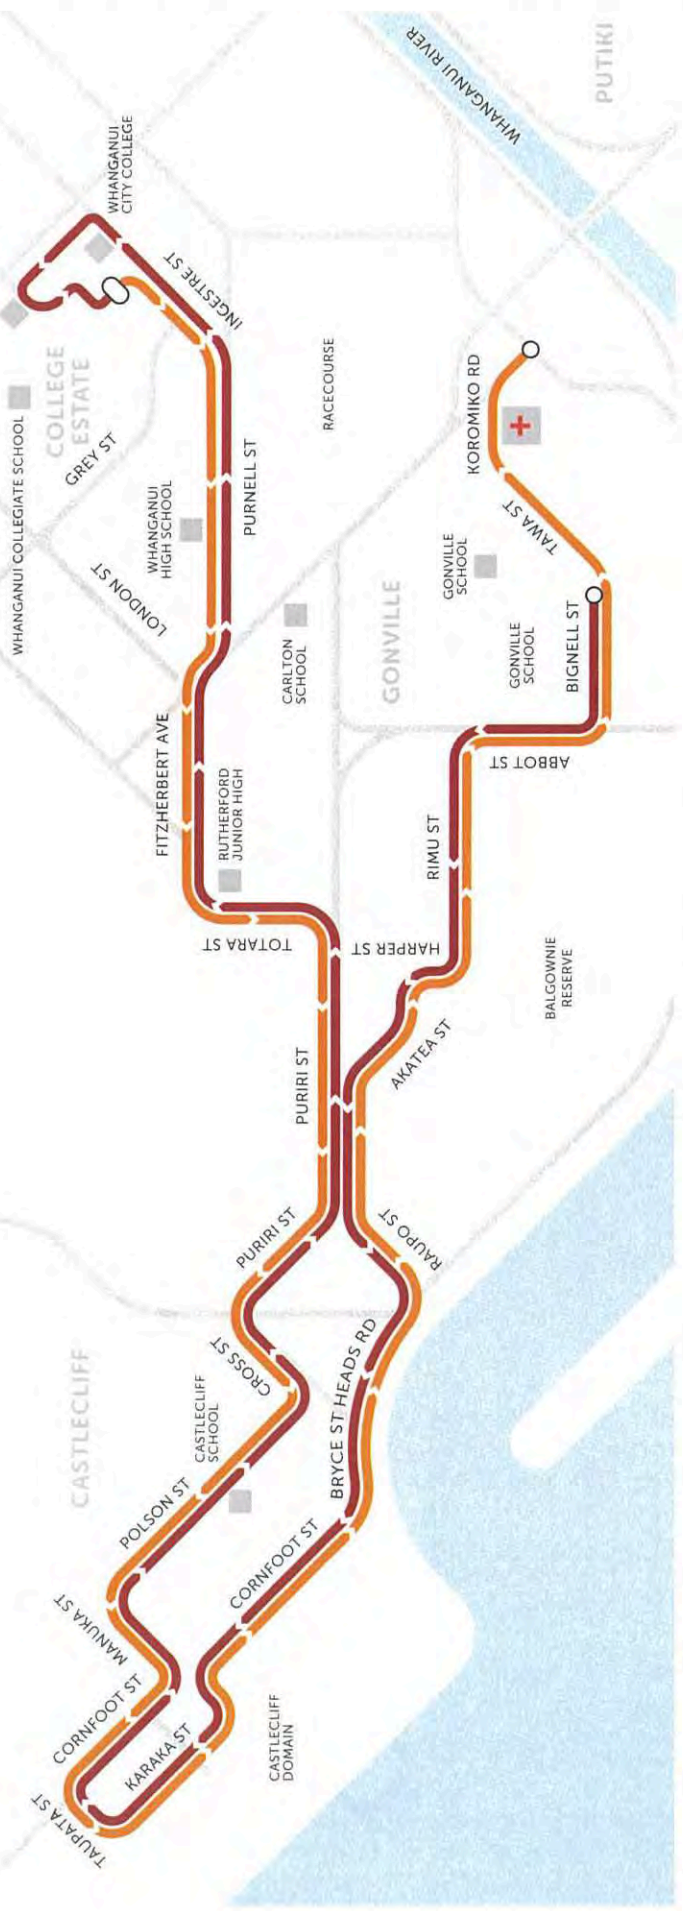 WHANGANUI RIVER
PUTIKI
WHANGANUI
CITY COLLEGE
INGESTRE ST
COLLEGE
ESTATE
WHANGANUI COLLEGIATE SCHOOL
GREY ST
RACECOURSE
KOROMIKO RD
PURNELL ST
WHANGANUI
HIGH SCHOOL
LONDON ST
TAWA ST
GONVILLE
SCHOOL
GONVILLE
CARLTON
SCHOOL
GONVILLE
SCHOOL
BIGNELL ST
ABBOT ST
FITZHERBERT AVE
RUTHERFORD
JUNIOR HIGH
RIMU ST
TOTARA ST
HARPER ST
BALGOWNIE
RESERVE
AKATEA ST
PURIRI ST
PURIRI ST
RAUPO ST
CROSS ST
HEADS RD
BRYCE ST
CASTLECLIFF
CASTLECLIFF
SCHOOL
POLSON ST
CORNFOOT ST
MANUKA ST
CORNFOOT ST
KARAKA ST
CASTLECLIFF
DOMAIN
TAUPATA ST